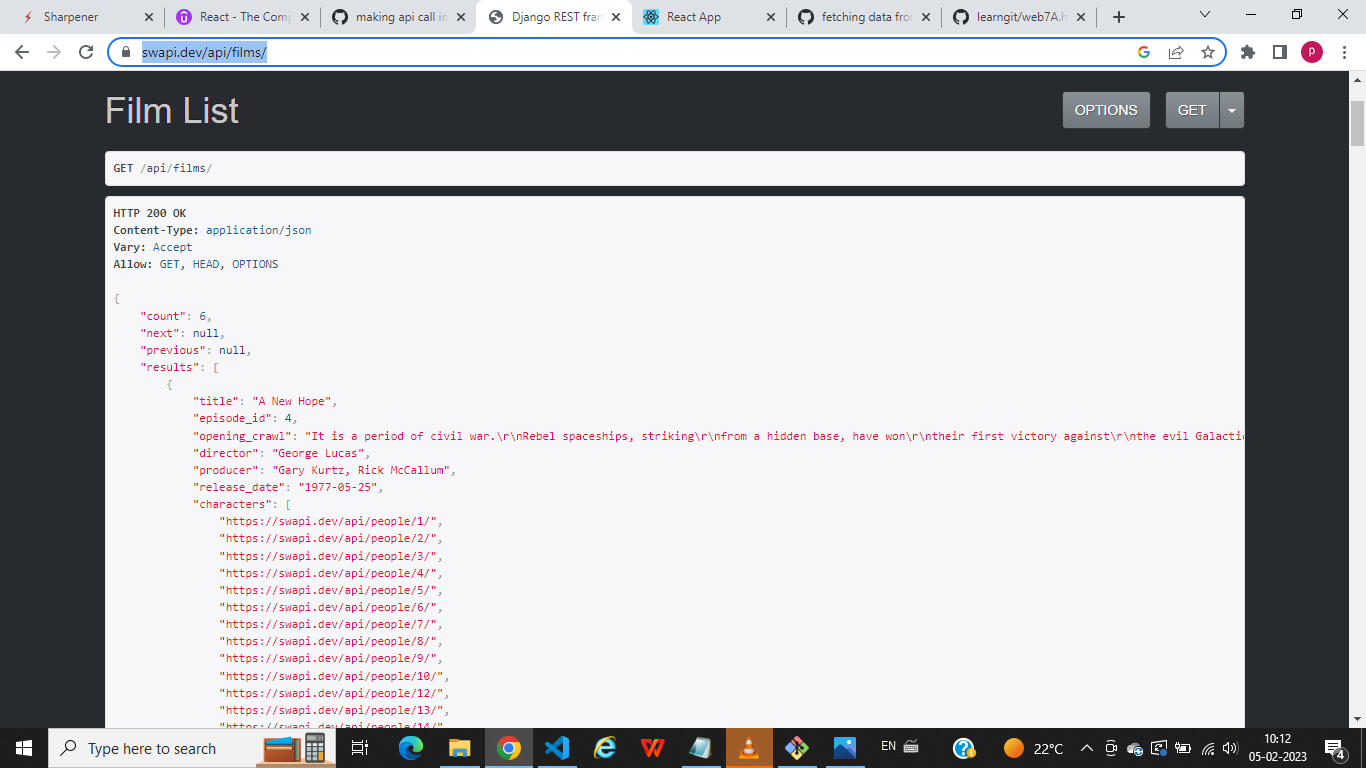 Sharpener
React - The Comp
making api call in
Django REST fran
React App
fetching data fro
learngit/web7A.h
swapi.dev/api/films/
P
Film List
OPTIONS
GET
GET /api/films/
HTTP 200 OK
Content-Type: application/json
Vary: Accept
Allow: GET, HEAD, OPTIONS
{
"count": 6,
"next": null,
"previous": null,
"results": [
{
"title": "A New Hope",
"episode_id": 4,
"opening_crawl": "It is a period of civil war.\r\nRebel spaceships, striking\r\nfrom a hidden base, have won\r\ntheir first victory against\r\nthe evil Galactic
"director": "George Lucas",
"producer": "Gary Kurtz, Rick McCallum",
"release_date": "1977-05-25",
"characters": [
"https://swapi.dev/api/people/1/",
"https://swapi.dev/api/people/2/",
"https://swapi.dev/api/people/3/",
"https://swapi.dev/api/people/4/",
"https://swapi.dev/api/people/5/",
"https://swapi.dev/api/people/6/",
"https://swapi.dev/api/people/7/",
"https://swapi.dev/api/people/8/",
"https://swapi.dev/api/people/9/",
"https://swapi.dev/api/people/10/",
"https://swapi.dev/api/people/12/",
"https://swapi.dev/api/people/13/",
"https://swapi.dev/api/people/14/"
Type here to search
EN
22°C
10:12
05-02-2023
4